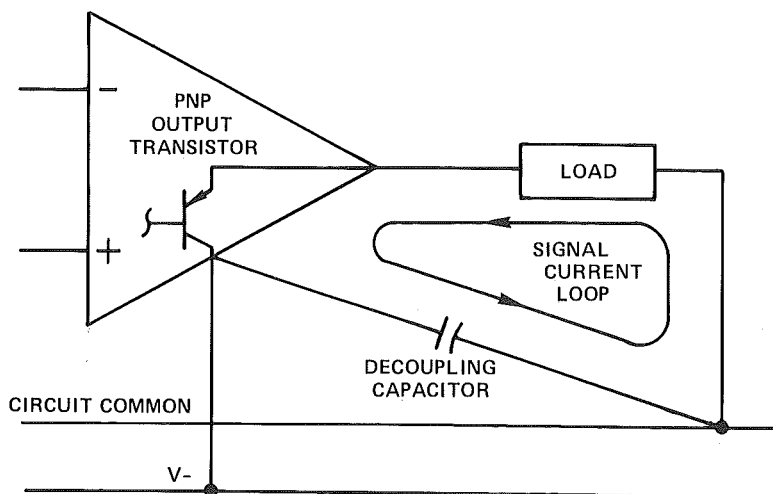 -
+
PNP
OUTPUT
TRANSISTOR
LOAD
SIGNAL
CURRENT
LOOP
DECOUPLING
CAPACITOR
CIRCUIT COMMON
V-